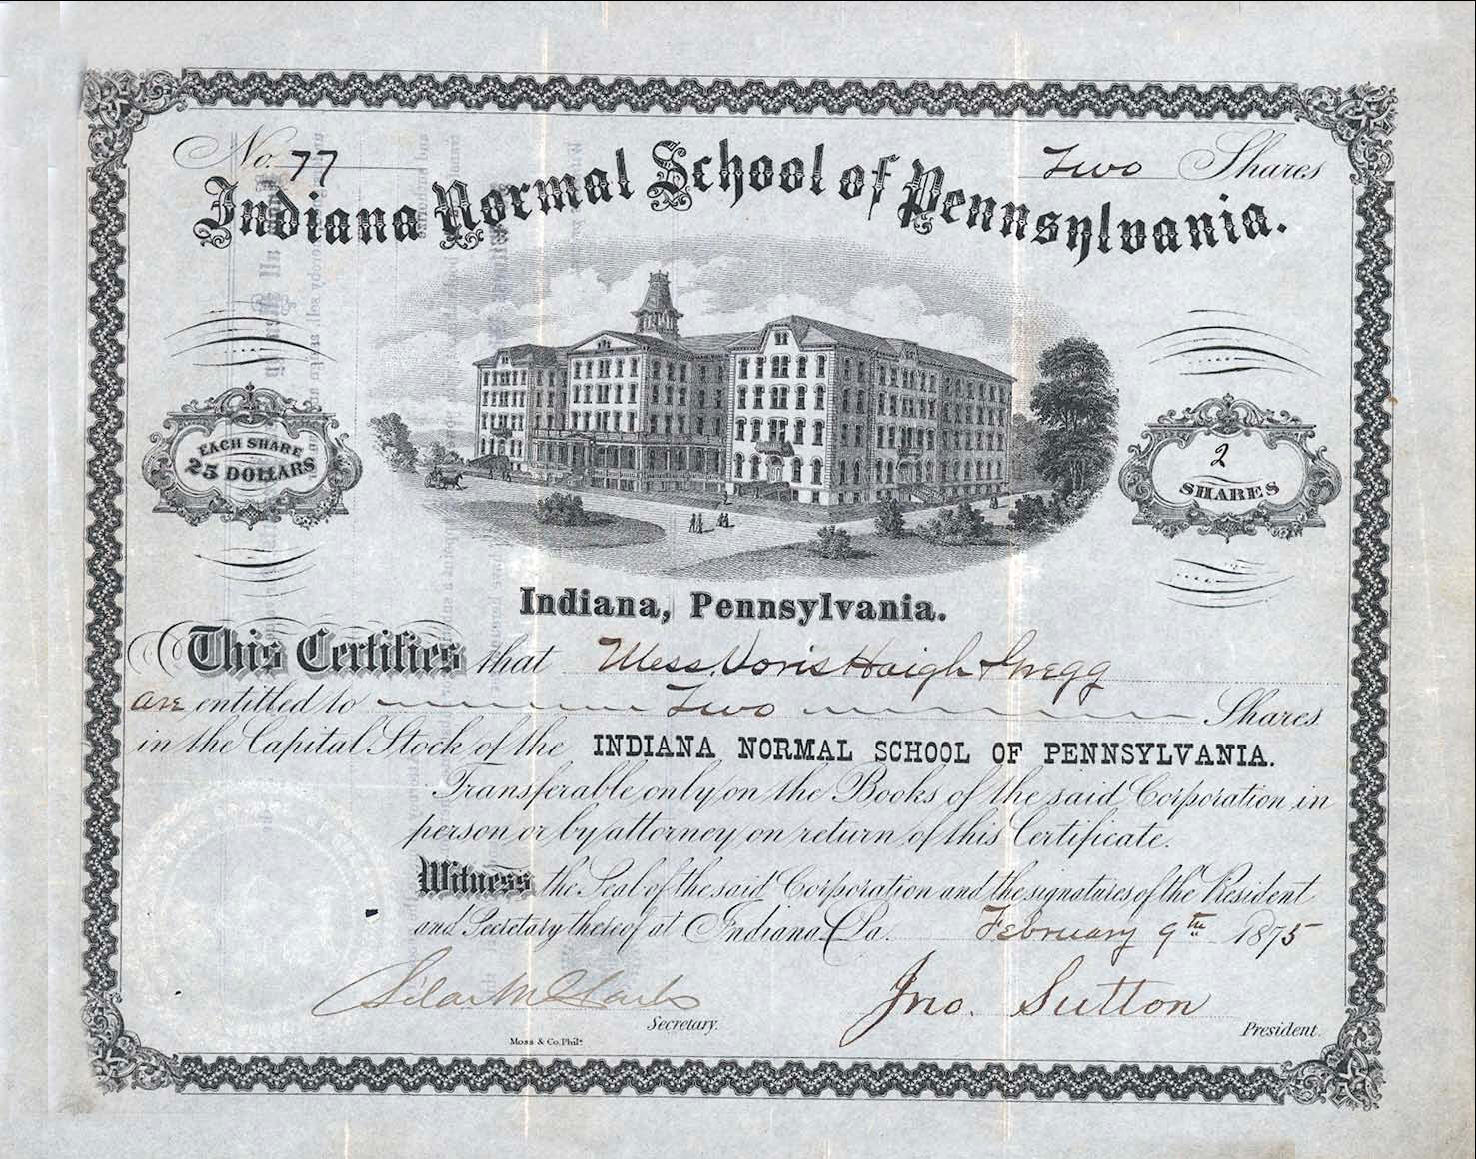 No. 77
Two Shares
Indiana Normal School of Pennsylvania.
EACH SHARE
25 DOLLARS
2
SHARES
Indiana, Pennsylvania.
This Certifies that Mess. Voris Haigh & Gregg
are entitled to Two Shares
in the Capital Stock of the INDIANA NORMAL SCHOOL OF PENNSYLVANIA.
Transferable only on the Books of the said Corporation in
person or by attorney on return of this Certificate.
Witness the Seal of the said Corporation and the signatures of the President
and Secretary thereof at Indiana Pa. February 9th 1875
Silas M Clark Jno. Sutton
Secretary. President.
Moss & Co. Phila